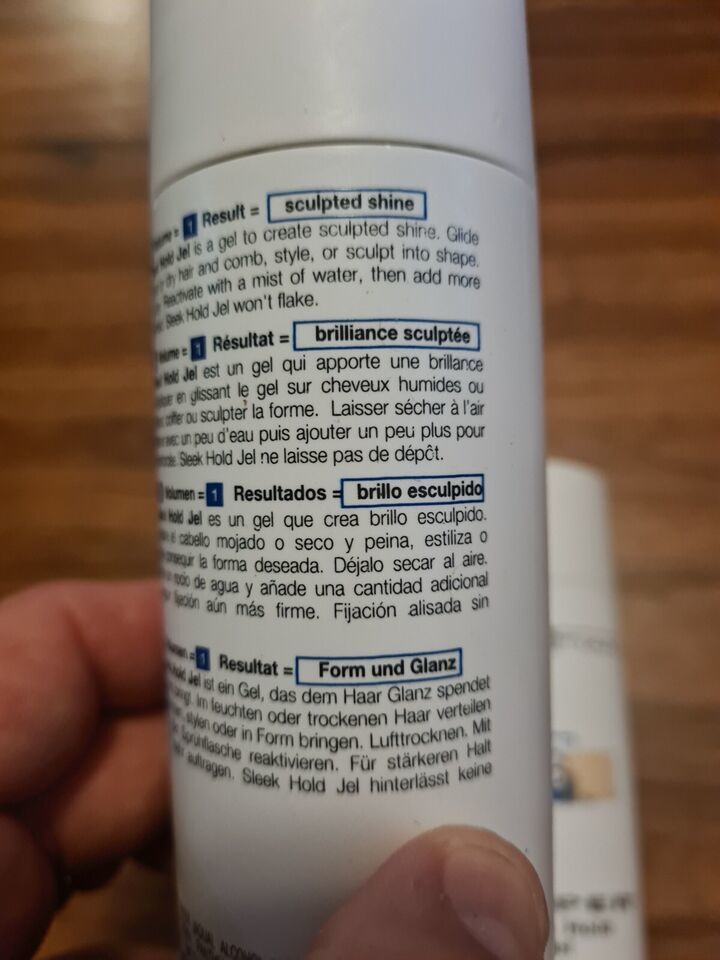 1 Result = sculpted shine
Hold Jel is a gel to create sculpted shine. Glide
dry hair and comb, style, or sculpt into shape.
Reactivate with a mist of water, then add more
Sleek Hold Jel won't flake.
1 Résultat = brilliance sculptée
Hold Jel est un gel qui apporte une brillance
en glissant le gel sur cheveux humides ou
ou sculpter la forme. Laisser sécher à l'air
avec un peu d'eau puis ajouter un peu plus pour
Sleek Hold Jel ne laisse pas de dépôt.
Volumen = 1 Resultados = brillo esculpido
Hold Jel es un gel que crea brillo esculpido.
el cabello mojado o seco y peina, estiliza o
conseguir la forma deseada. Déjalo secar al aire.
de agua y añade una cantidad adicional
fijación aún más firme. Fijación alisada sin
1 Resultat = Form und Glanz
Hold Jel ist ein Gel, das dem Haar Glanz spendet
Im feuchten oder trockenen Haar verteilen
stylen oder in Form bringen. Lufttrocknen. Mit
Sprühflasche reaktivieren. Für stärkeren Halt
auftragen. Sleek Hold Jel hinterlässt keine